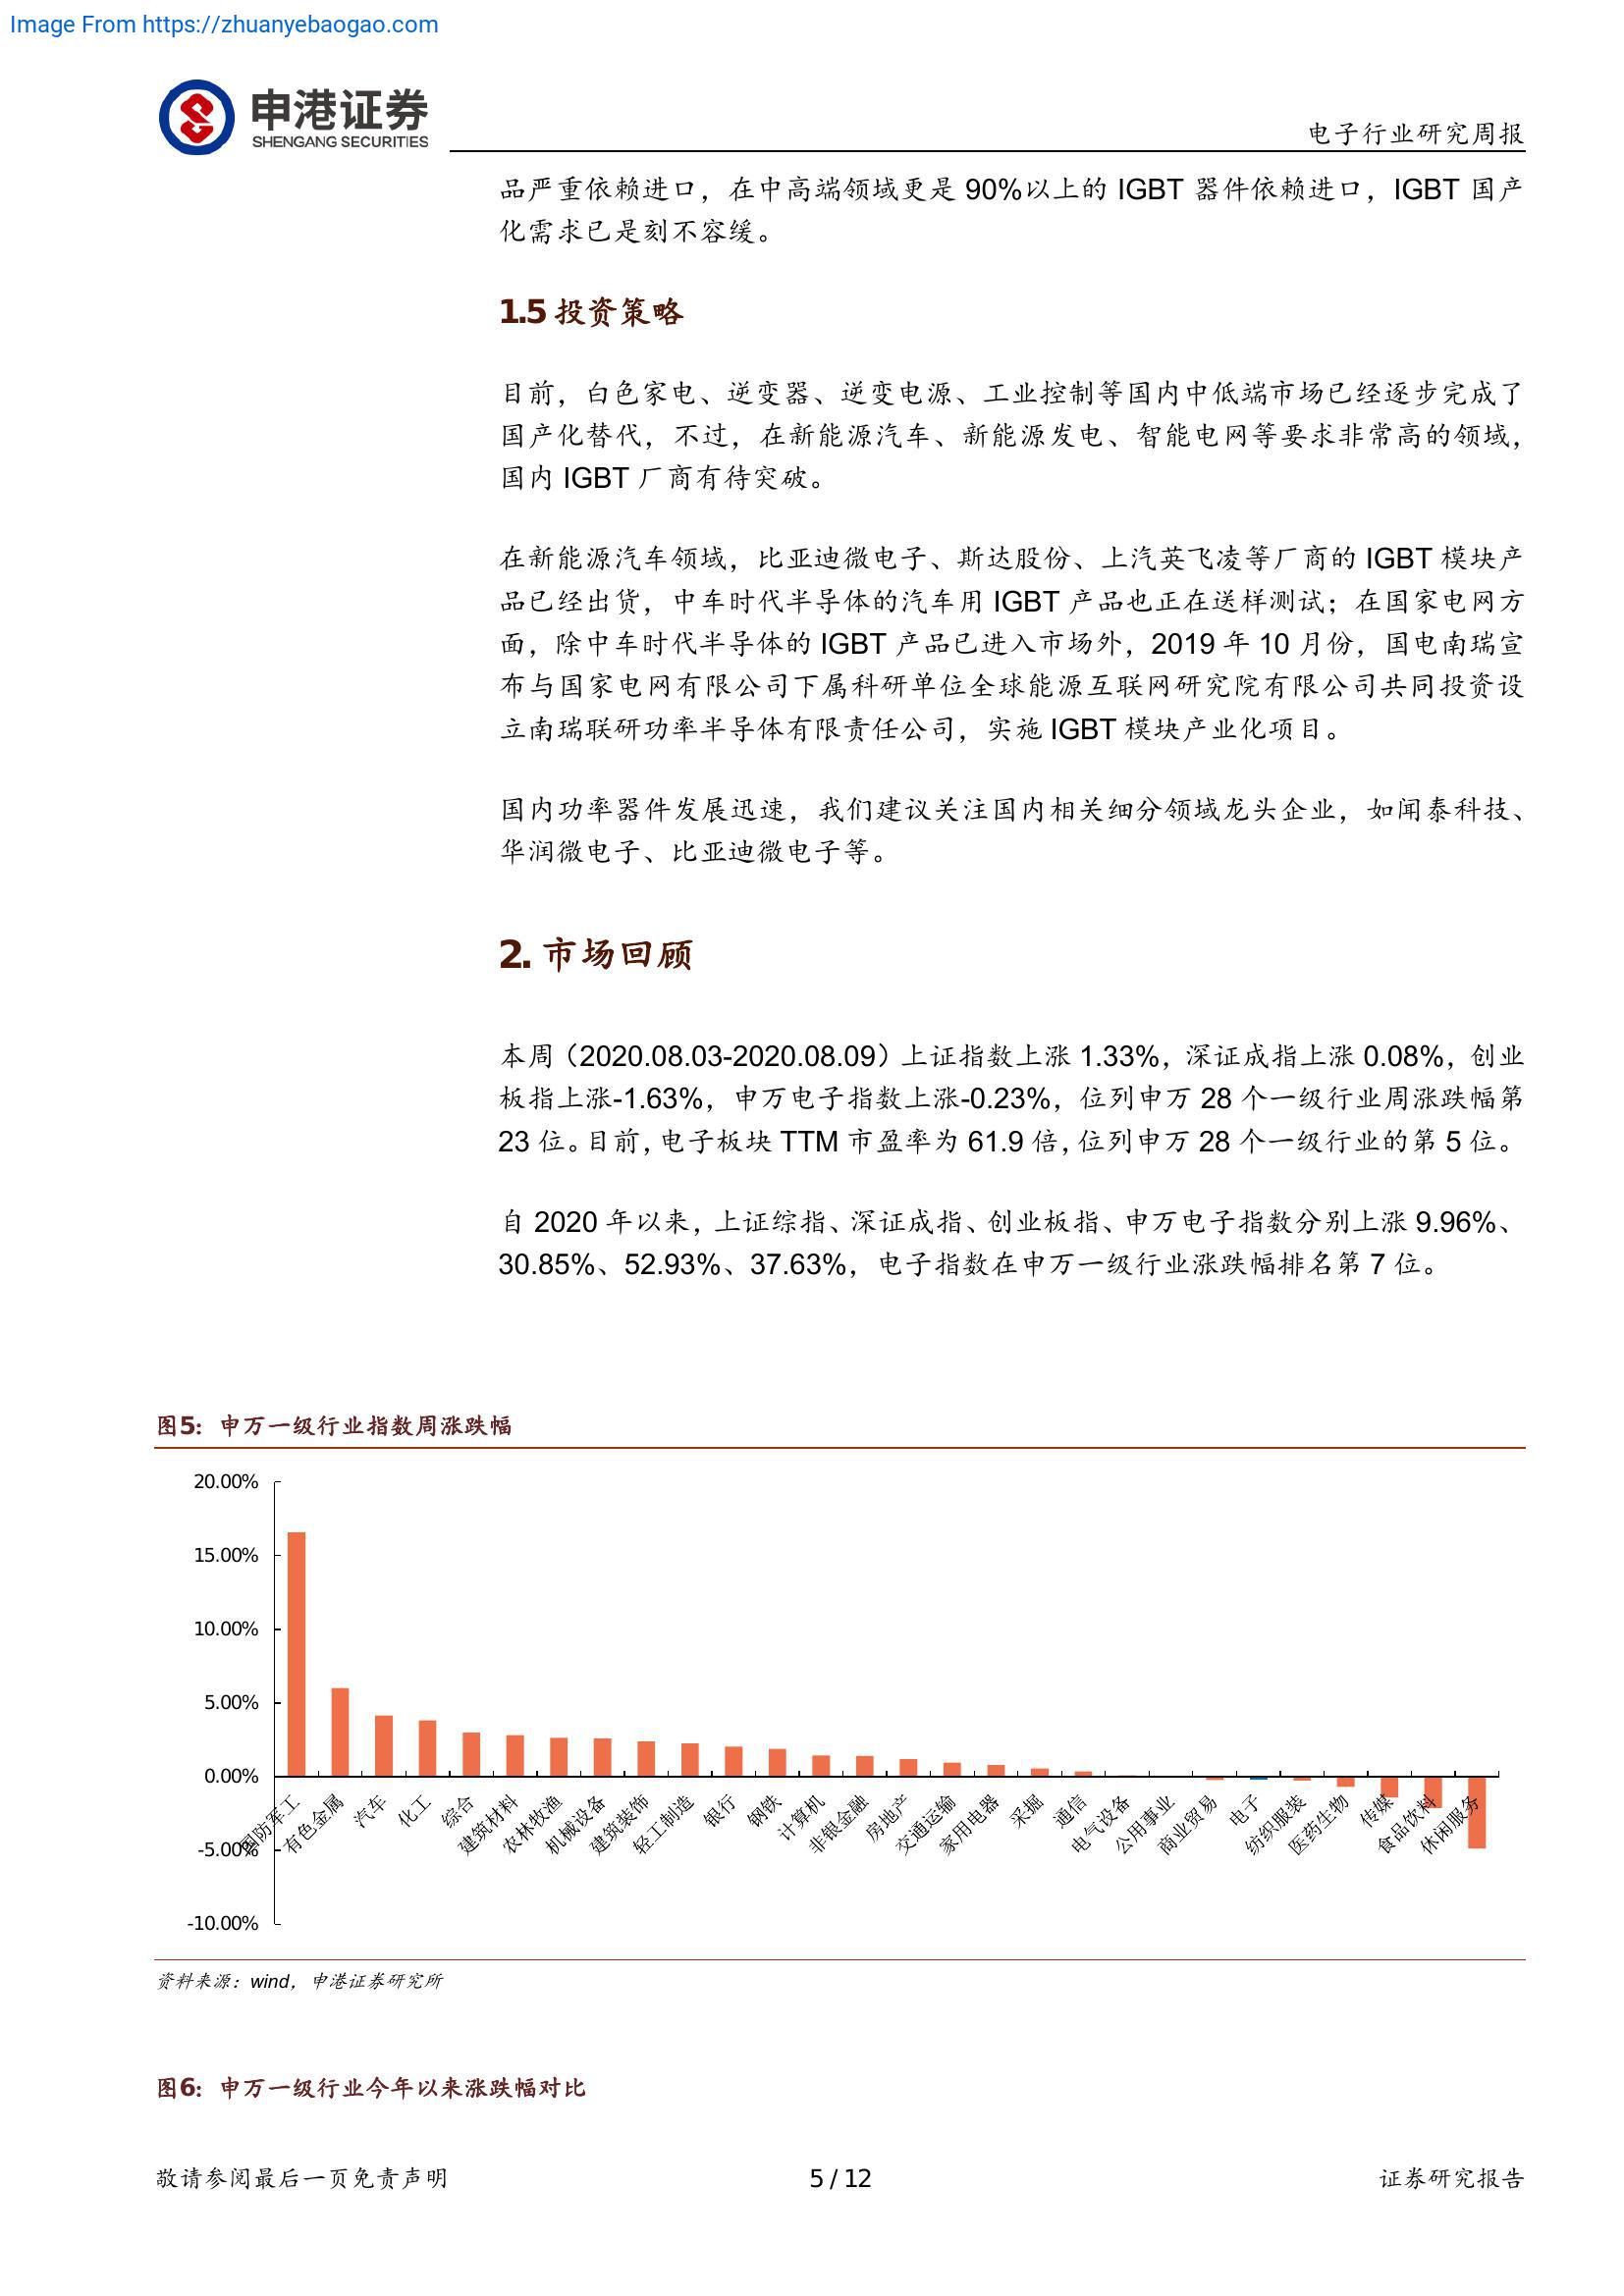 Image From https://zhuanyebaogao.com
申港证券
SHENGANG SECURITIES
电子行业研究周报
品严重依赖进口，在中高端领域更是 90%以上的 IGBT 器件依赖进口，IGBT 国产
化需求已是刻不容缓。
1.5 投资策略
目前，白色家电、逆变器、逆变电源、工业控制等国内中低端市场已经逐步完成了
国产化替代，不过，在新能源汽车、新能源发电、智能电网等要求非常高的领域，
国内 IGBT 厂商有待突破。
在新能源汽车领域，比亚迪微电子、斯达股份、上汽英飞凌等厂商的 IGBT 模块产
品已经出货，中车时代半导体的汽车用 IGBT 产品也正在送样测试；在国家电网方
面，除中车时代半导体的 IGBT 产品已进入市场外，2019 年 10 月份，国电南瑞宣
布与国家电网有限公司下属科研单位全球能源互联网研究院有限公司共同投资设
立南瑞联研功率半导体有限责任公司，实施 IGBT 模块产业化项目。
国内功率器件发展迅速，我们建议关注国内相关细分领域龙头企业，如闻泰科技、
华润微电子、比亚迪微电子等。
2. 市场回顾
本周（2020.08.03-2020.08.09）上证指数上涨 1.33%，深证成指上涨 0.08%，创业
板指上涨-1.63%，申万电子指数上涨-0.23%，位列申万 28 个一级行业周涨跌幅第
23 位。目前，电子板块 TTM 市盈率为 61.9 倍，位列申万 28 个一级行业的第 5 位。
自 2020 年以来，上证综指、深证成指、创业板指、申万电子指数分别上涨 9.96%、
30.85%、52.93%、37.63%，电子指数在申万一级行业涨跌幅排名第 7 位。
图5：申万一级行业指数周涨跌幅
20.00%
15.00%
10.00%
5.00%
0.00%
-5.00%
-10.00%
国防军工
有色金属
汽车
化工
综合
建筑材料
农林牧渔
机械设备
建筑装饰
轻工制造
银行
钢铁
计算机
非银金融
房地产
交通运输
家用电器
采掘
通信
电气设备
公用事业
商业贸易
电子
纺织服装
医药生物
传媒
食品饮料
休闲服务
资料来源：wind，申港证券研究所
图6：申万一级行业今年以来涨跌幅对比
敬请参阅最后一页免责声明
5 / 12
证券研究报告